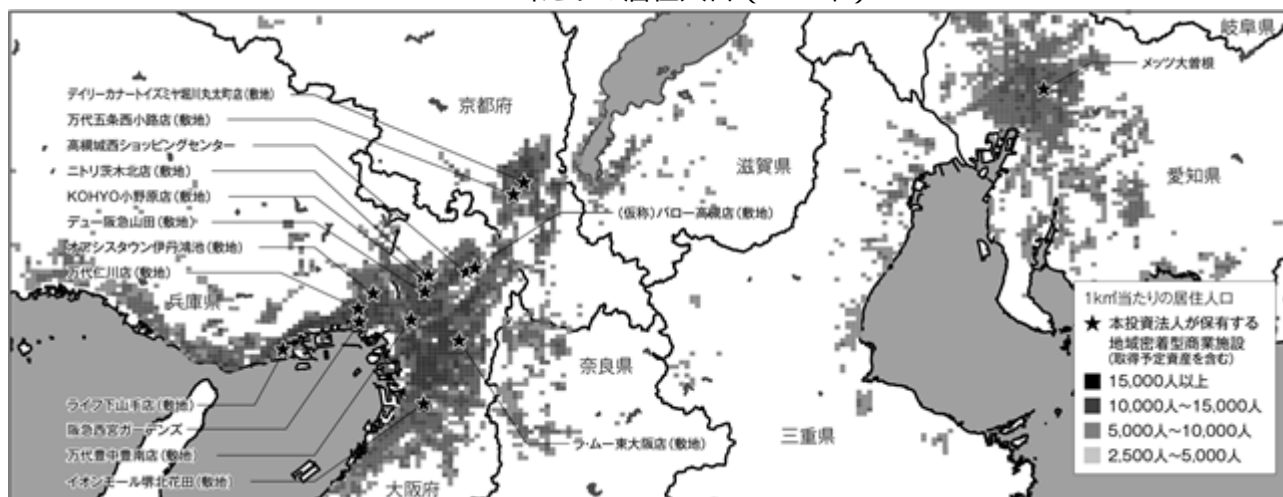 岐阜県
メッツ大曽根
デイリーカナートイズミヤ堀川丸太町店(敷地)
京都府
万代五条西小路店(敷地)
高槻城西ショッピングセンター
滋賀県
ニトリ茨木北店(敷地)
愛知県
KOHYO小野原店(敷地)
(仮称)バロー高槻店(敷地)
デュー阪急山田(敷地)
オアシスタウン伊丹鴻池(敷地)
万代仁川店(敷地)
兵庫県
1k㎡当たりの居住人口
★ 本投資法人が保有する
地域密着型商業施設
(取得予定資産を含む)
奈良県
15,000人以上
ライフ下山手店(敷地)
10,000人～15,000人
阪急西宮ガーデンズ
5,000人～10,000人
ラ・ムー東大阪店(敷地)
三重県
万代豊中豊南店(敷地)
2,500人～5,000人
イオンモール堺北花田(敷地)
大阪府